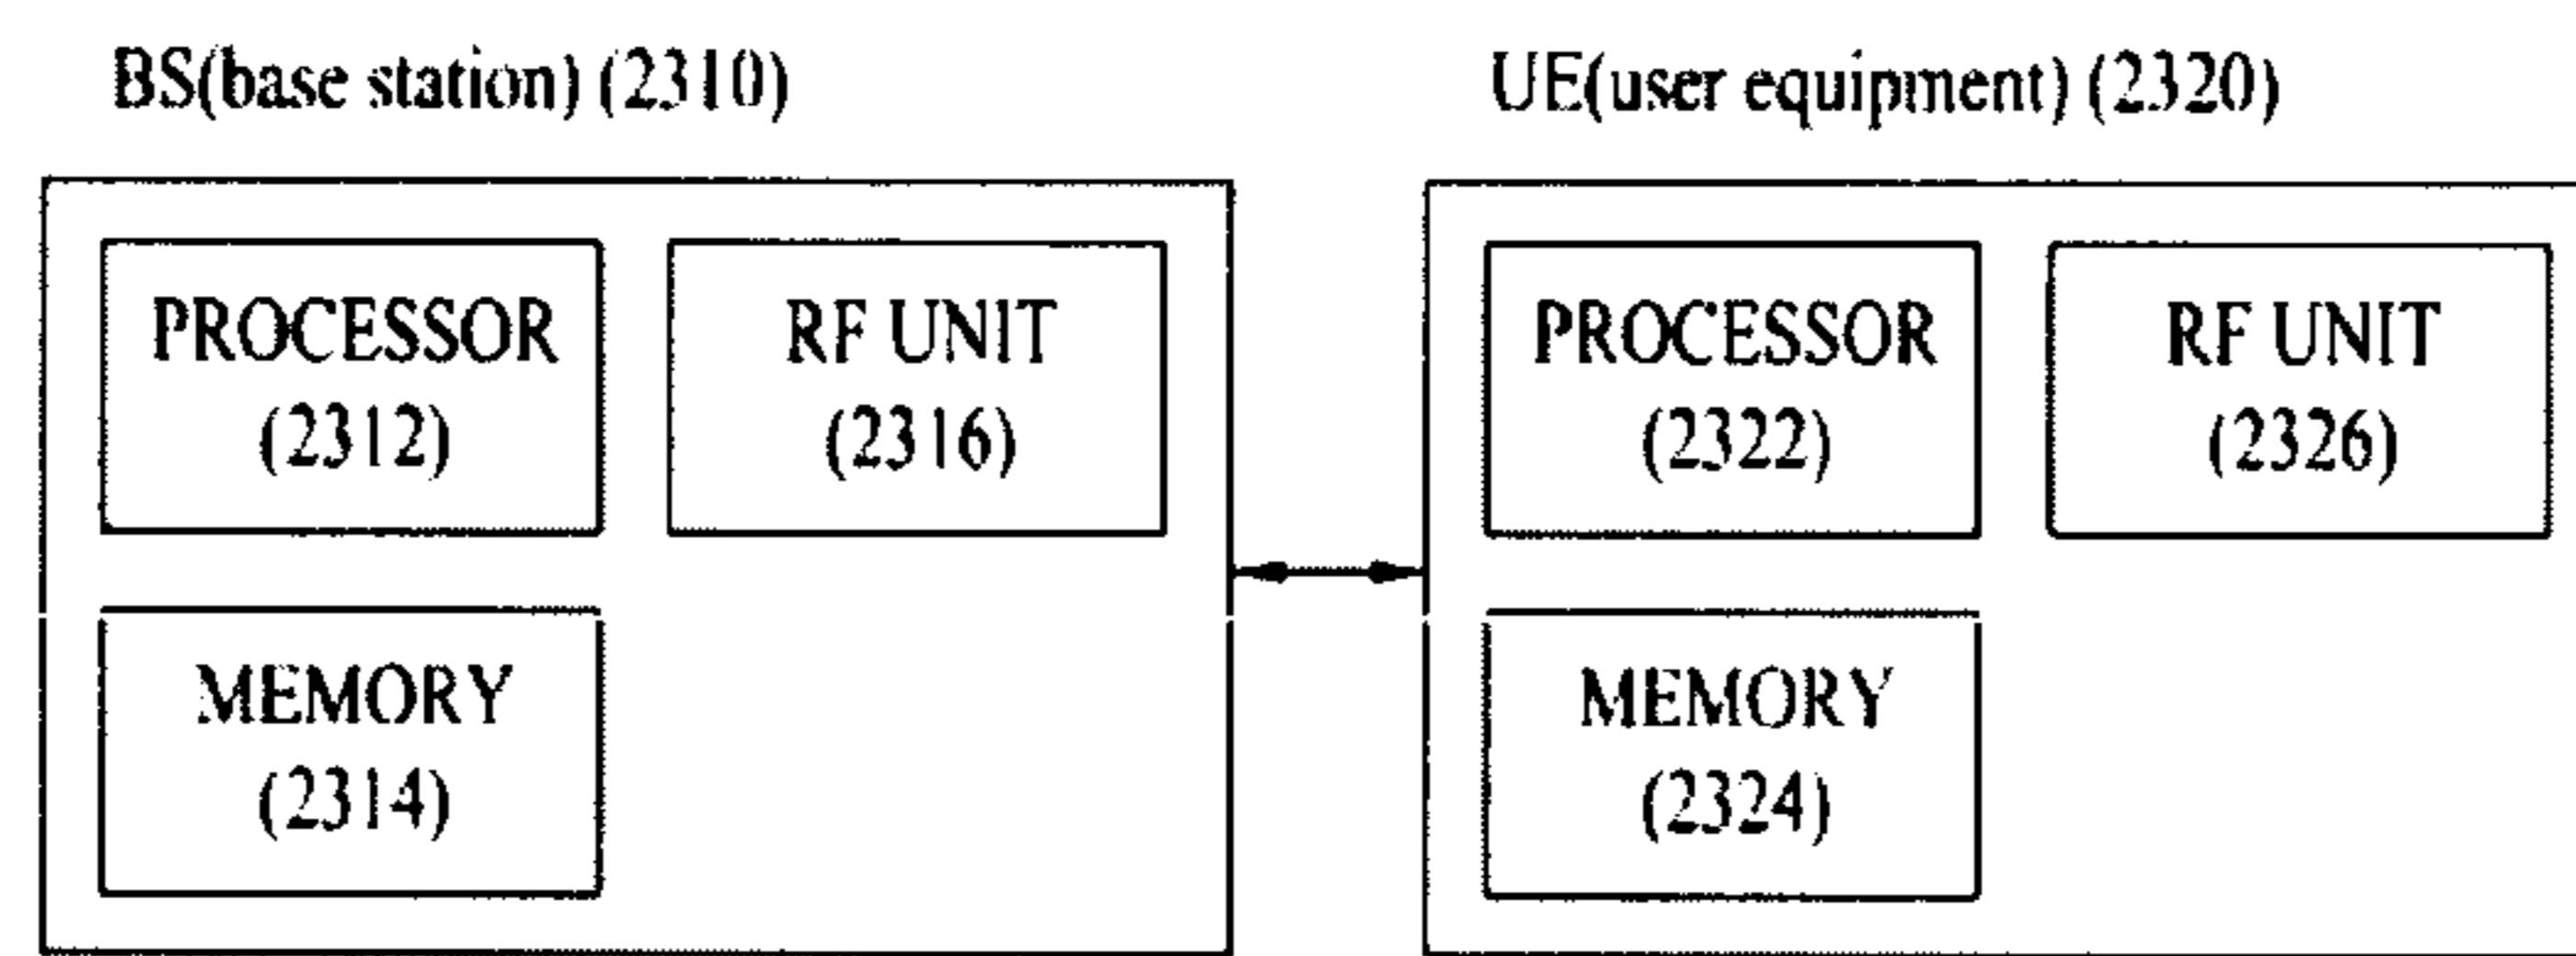 BS(base station) (2310)
PROCESSOR
(2312)
RF UNIT
(2316)
MEMORY
(2314)
UE(user equipment) (2320)
PROCESSOR
(2322)
RF UNIT
(2326)
MEMORY
(2324)